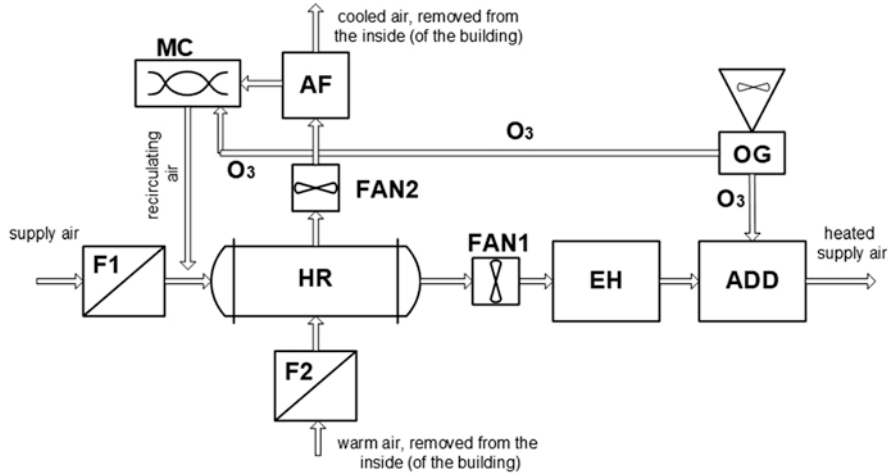 cooled air, removed from
the inside (of the building)
MC
AF
O₃
OG
O₃
recirculating
air
FAN2
O₃
supply air
F1
HR
FAN1
EH
ADD
heated
supply air
F2
warm air, removed from the
inside (of the building)